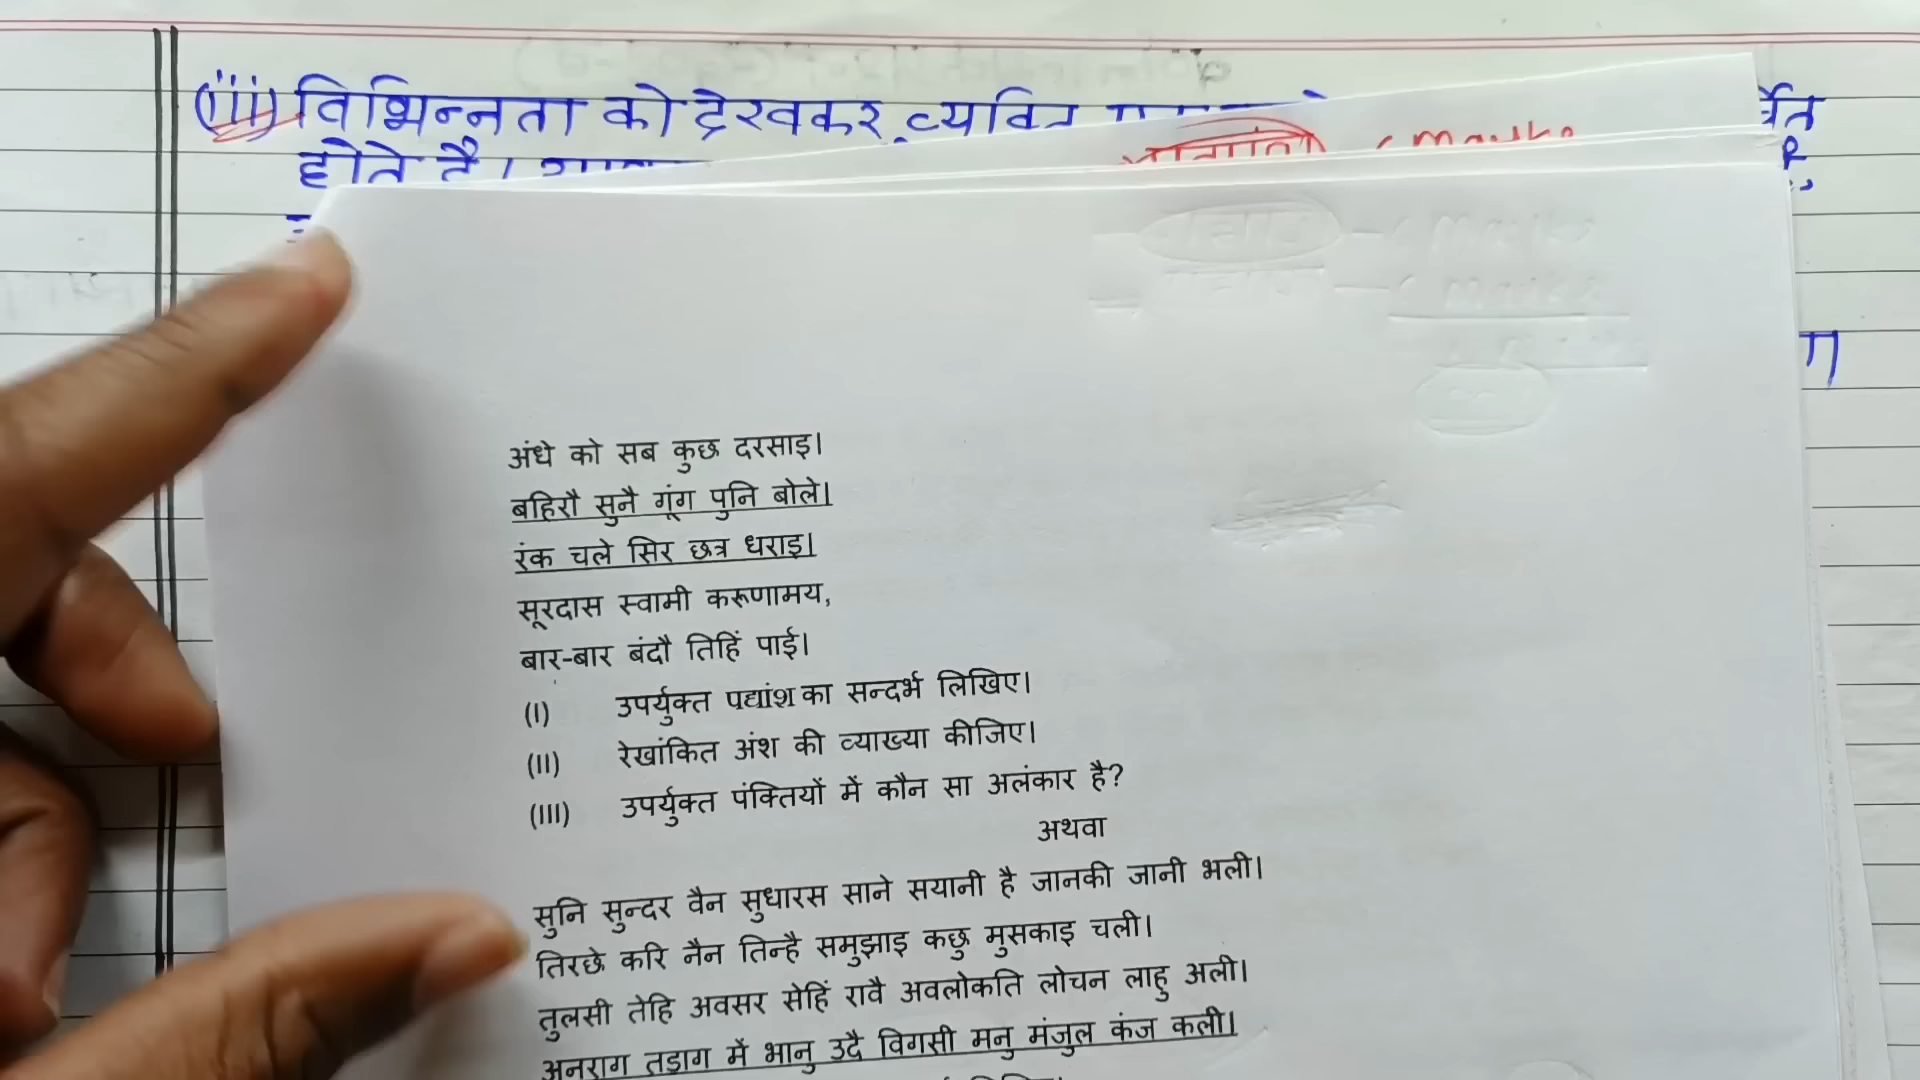 (iii) विभिन्नता को देखकर, व्यक्ति
होते है।
अंधे को सब कुछ दरसाइ।
बहिरौ सुनै गूंग पुनि बोले।
रंक चले सिर छत्र धराइ।
सूरदास स्वामी करूणामय,
बार-बार बंदौ तिहिं पाई।
(I) उपर्युक्त पद्यांश का सन्दर्भ लिखिए।
(II) रेखांकित अंश की व्याख्या कीजिए।
(III) उपर्युक्त पंक्तियों में कौन सा अलंकार है?
अथवा
सुनि सुन्दर वैन सुधारस साने सयानी है जानकी जानी भली।
तिरछे करि नैन तिन्है समुझाइ कछु मुसकाइ चली।
तुलसी तेहि अवसर सेहिं रावै अवलोकति लोचन लाहु अली।
अनुराग तड़ाग में भानु उदै विगसी मनु मंजुल कंज कली।